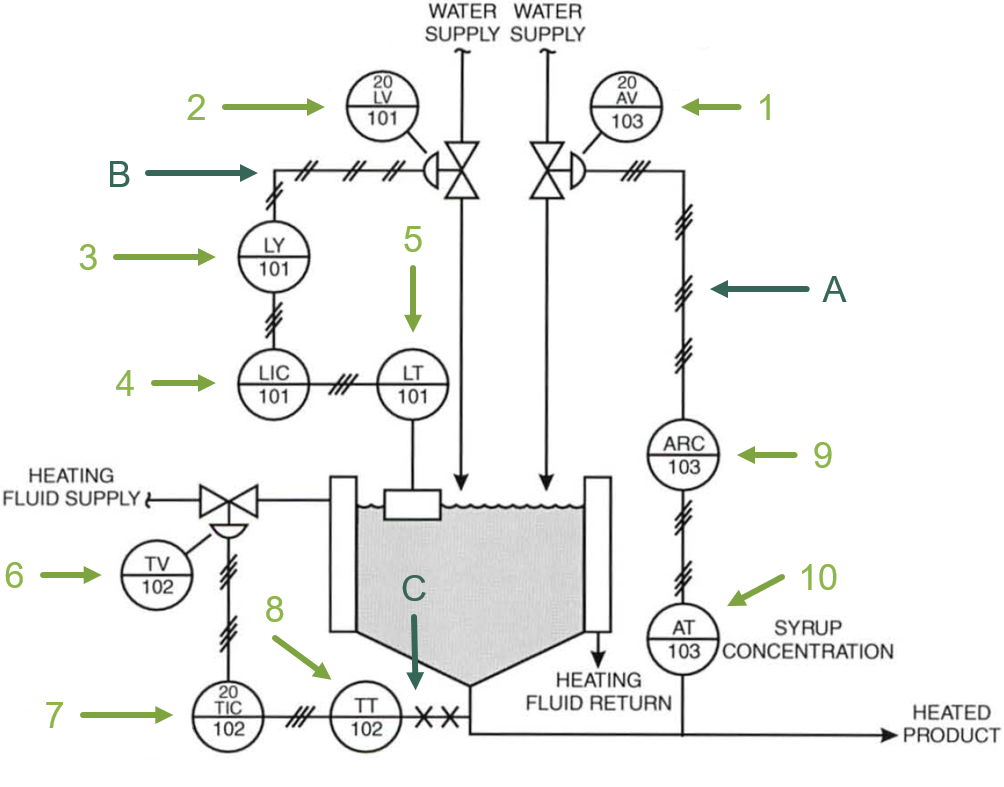 WATER WATER
SUPPLY SUPPLY
2
20
LV
101
20
AV
103
1
B
3
LY
101
5
A
4
LIC
101
LT
101
9
ARC
103
HEATING
FLUID SUPPLY
6
TV
102
C
10
8
AT
103
SYRUP
CONCENTRATION
HEATING
FLUID RETURN
7
20
TIC
102
TT
102
HEATED
PRODUCT